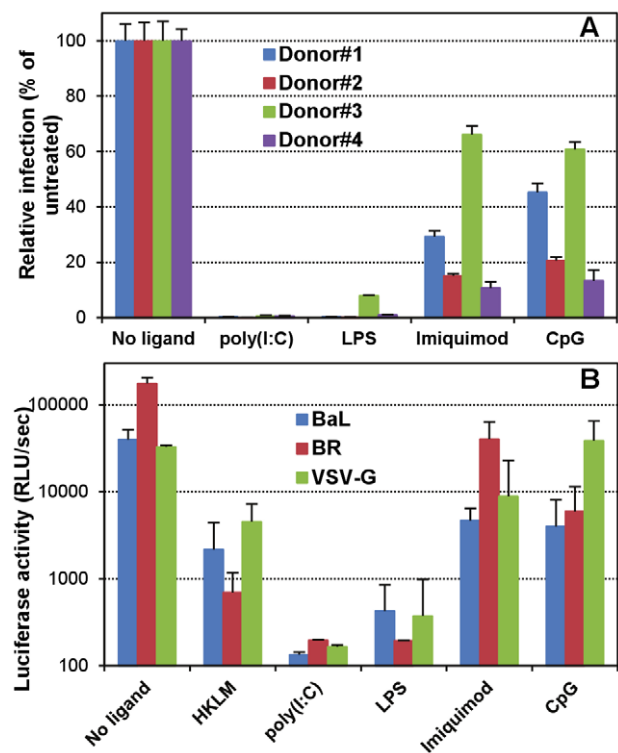 A
Relative infection (% of
untreated)
100
80
60
40
20
0
Donor#1
Donor#2
Donor#3
Donor#4
No ligand
poly(I:C)
LPS
Imiquimod
CpG
B
Luciferase activity (RLU/sec)
100000
10000
1000
100
BaL
BR
VSV-G
No ligand
HKLM
poly(I:C)
LPS
Imiquimod
CpG